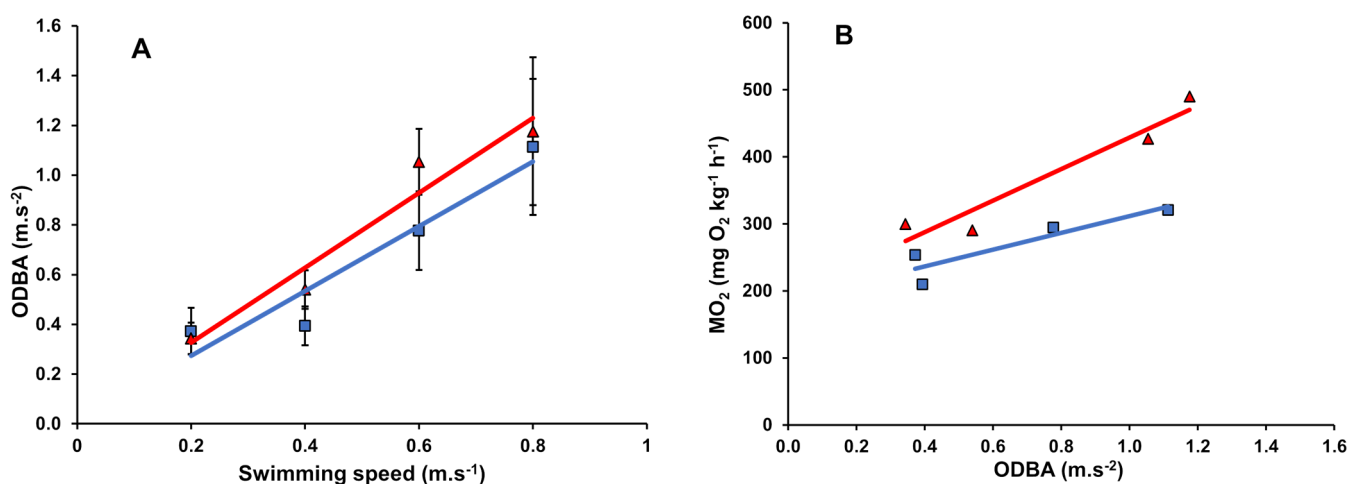 A
ODBA (m.s⁻²)
1.6
1.4
1.2
1.0
0.8
0.6
0.4
0.2
0.0
0 0.2 0.4 0.6 0.8 1
Swimming speed (m.s⁻¹)
B
MO₂ (mg O₂ kg⁻¹ h⁻¹)
600
500
400
300
200
100
0
0.0 0.2 0.4 0.6 0.8 1.0 1.2 1.4 1.6
ODBA (m.s⁻²)